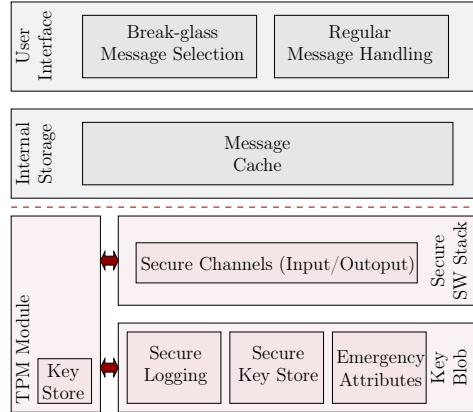 User
Interface
Break-glass
Message Selection
Regular
Message Handling
Internal
Storage
Message
Cache
TPM Module
Key
Store
Secure Channels (Input/Outoput)
Secure
SW Stack
Secure
Logging
Secure
Key Store
Emergency
Attributes
Key
Blob